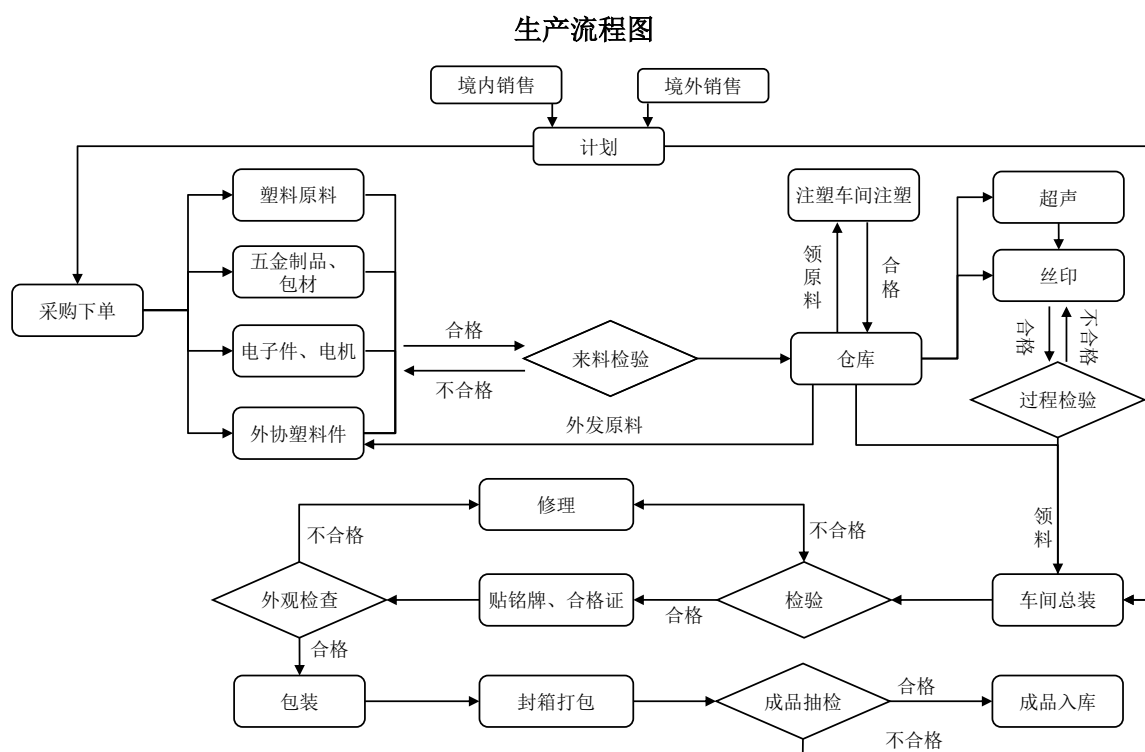 生产流程图
境内销售
境外销售
计划
塑料原料
注塑车间注塑
超声
五金制品、
包材
领原料
合格
丝印
采购下单
合格
不合格
电子件、电机
合格
不合格
来料检验
仓库
过程检验
外协塑料件
外发原料
修理
不合格
不合格
领料
外观检查
贴铭牌、合格证
合格
检验
车间总装
合格
包装
封箱打包
成品抽检
合格
成品入库
不合格